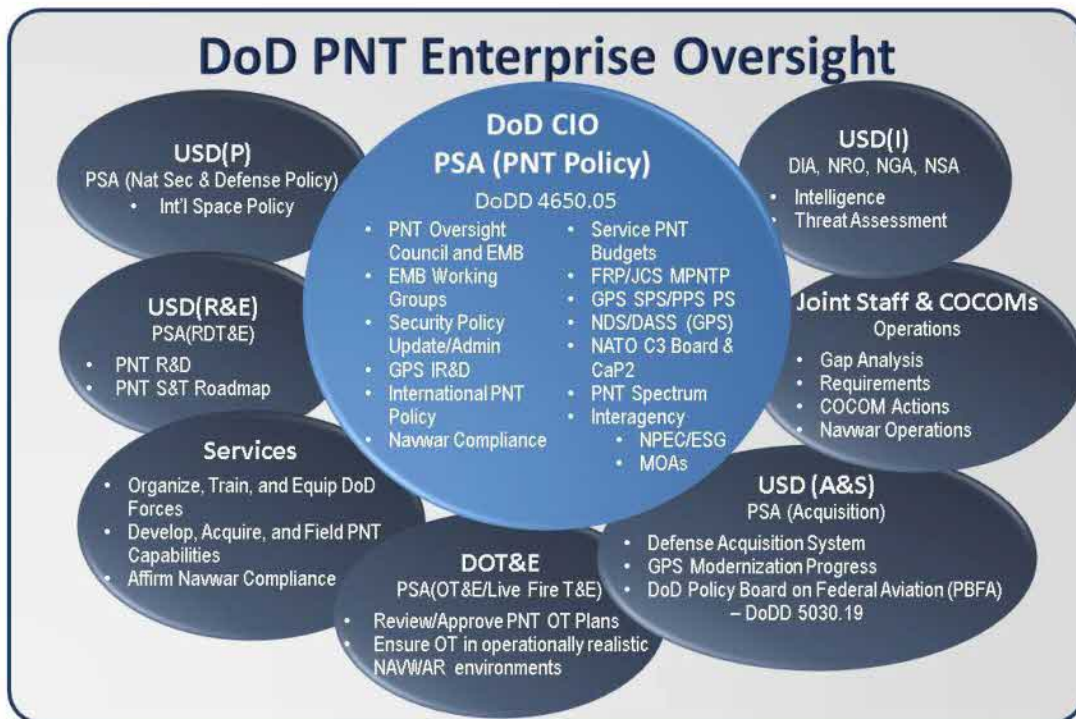 DoD PNT Enterprise Oversight
USD(P)
PSA (Nat Sec & Defense Policy)
• Int'l Space Policy
USD(R&E)
PSA(RDT&E)
• PNT R&D
• PNT S&T Roadmap
Services
• Organize, Train, and Equip DoD
Forces
• Develop, Acquire, and Field PNT
Capabilities
• Affirm Navwar Compliance
DoD CIO
PSA (PNT Policy)
DoDD 4650.05
• PNT Oversight
Council and EMB
• EMB Working
Groups
• Security Policy
Update/Admin
• GPS IR&D
• International PNT
Policy
• Navwar Compliance
• Service PNT
Budgets
• FRP/JCS MPNTP
• GPS SPS/PPS PS
• NDS/DASS (GPS)
• NATO C3 Board &
CaP2
• PNT Spectrum
• Interagency
• NPEC/ESG
• MOAs
DOT&E
PSA(OT&E/Live Fire T&E)
• Review/Approve PNT OT Plans
• Ensure OT in operationally realistic
NAVWAR environments
USD(I)
DIA, NRO, NGA, NSA
• Intelligence
• Threat Assessment
Joint Staff & COCOMs
Operations
• Gap Analysis
• Requirements
• COCOM Actions
• Navwar Operations
USD (A&S)
PSA (Acquisition)
• Defense Acquisition System
• GPS Modernization Progress
• DoD Policy Board on Federal Aviation (PBFA)
– DoDD 5030.19